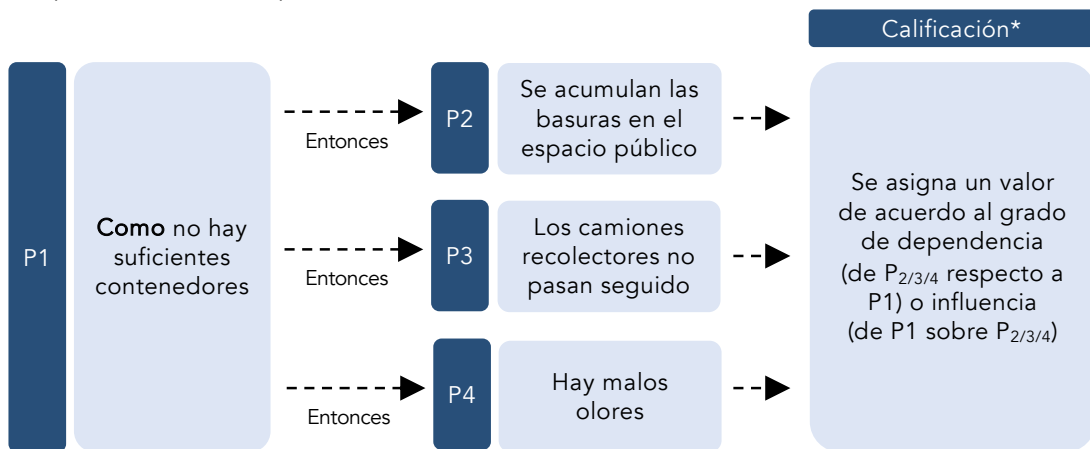 Calificación*
P1
Como no hay
suficientes
contenedores
Entonces
P2
Se acumulan las
basuras en el
espacio público
Entonces
P3
Los camiones
recolectores no
pasan seguido
Entonces
P4
Hay malos
olores
Se asigna un valor
de acuerdo al grado
de dependencia
(de P2/3/4 respecto a
P1) o influencia
(de P1 sobre P2/3/4)